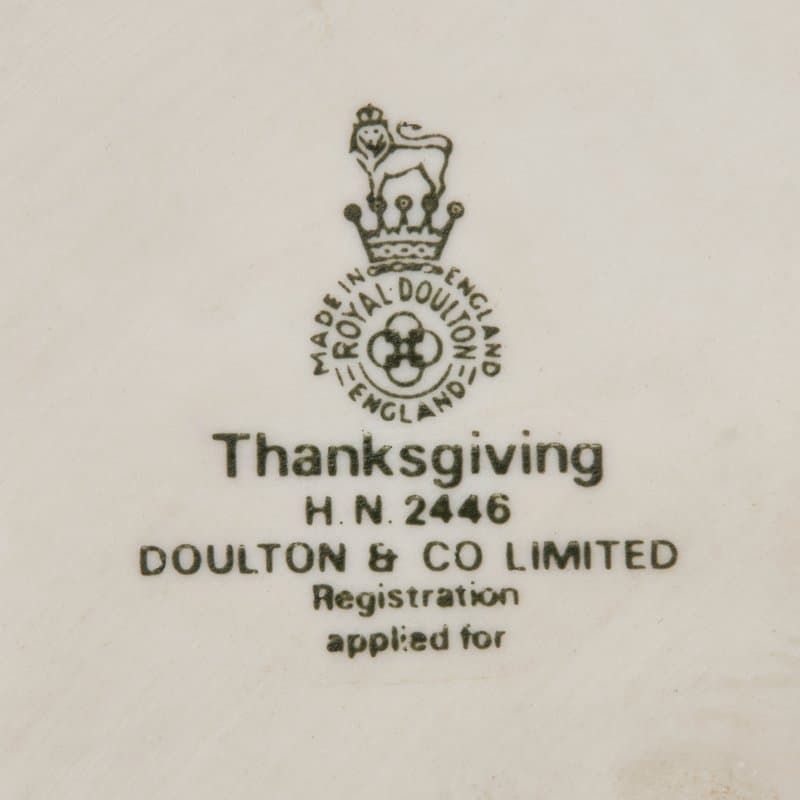 MADE IN ENGLAND
ROYAL·DOULTON
ENGLAND
Thanksgiving
H.N. 2446
DOULTON & CO LIMITED
Registration
applied for